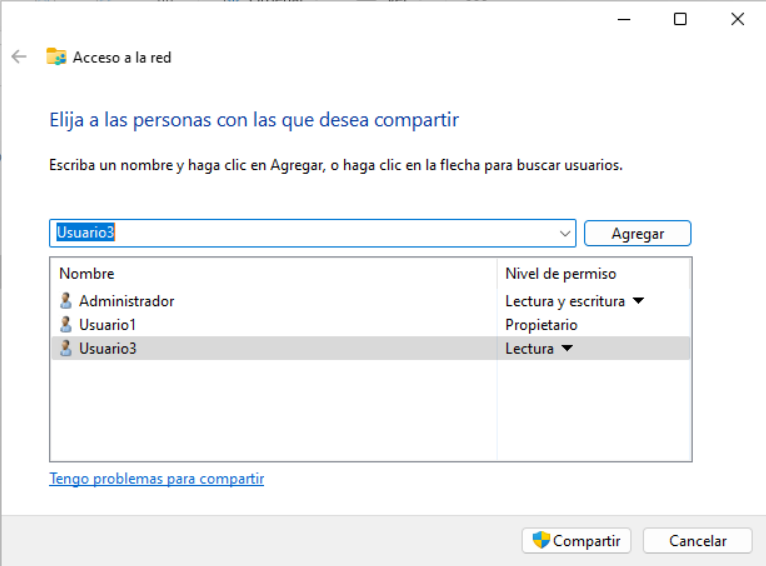 Acceso a la red
Elija a las personas con las que desea compartir
Escriba un nombre y haga clic en Agregar, o haga clic en la flecha para buscar usuarios.
Usuario3 Agregar
Nombre Nivel de permiso
Administrador Lectura y escritura
Usuario1 Propietario
Usuario3 Lectura
Tengo problemas para compartir
Compartir Cancelar